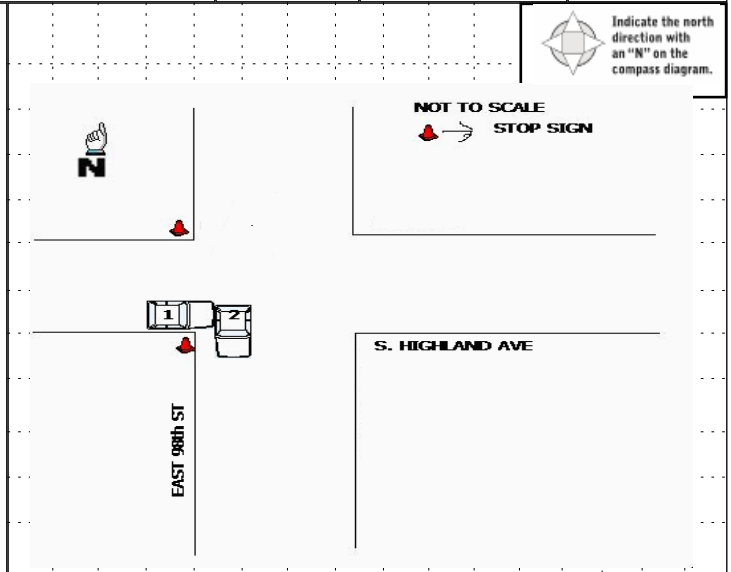 Indicate the north
direction with
an “N” on the
compass diagram.
NOT TO SCALE
STOP SIGN
N
1
2
S. HIGHLAND AVE
EAST 98th ST